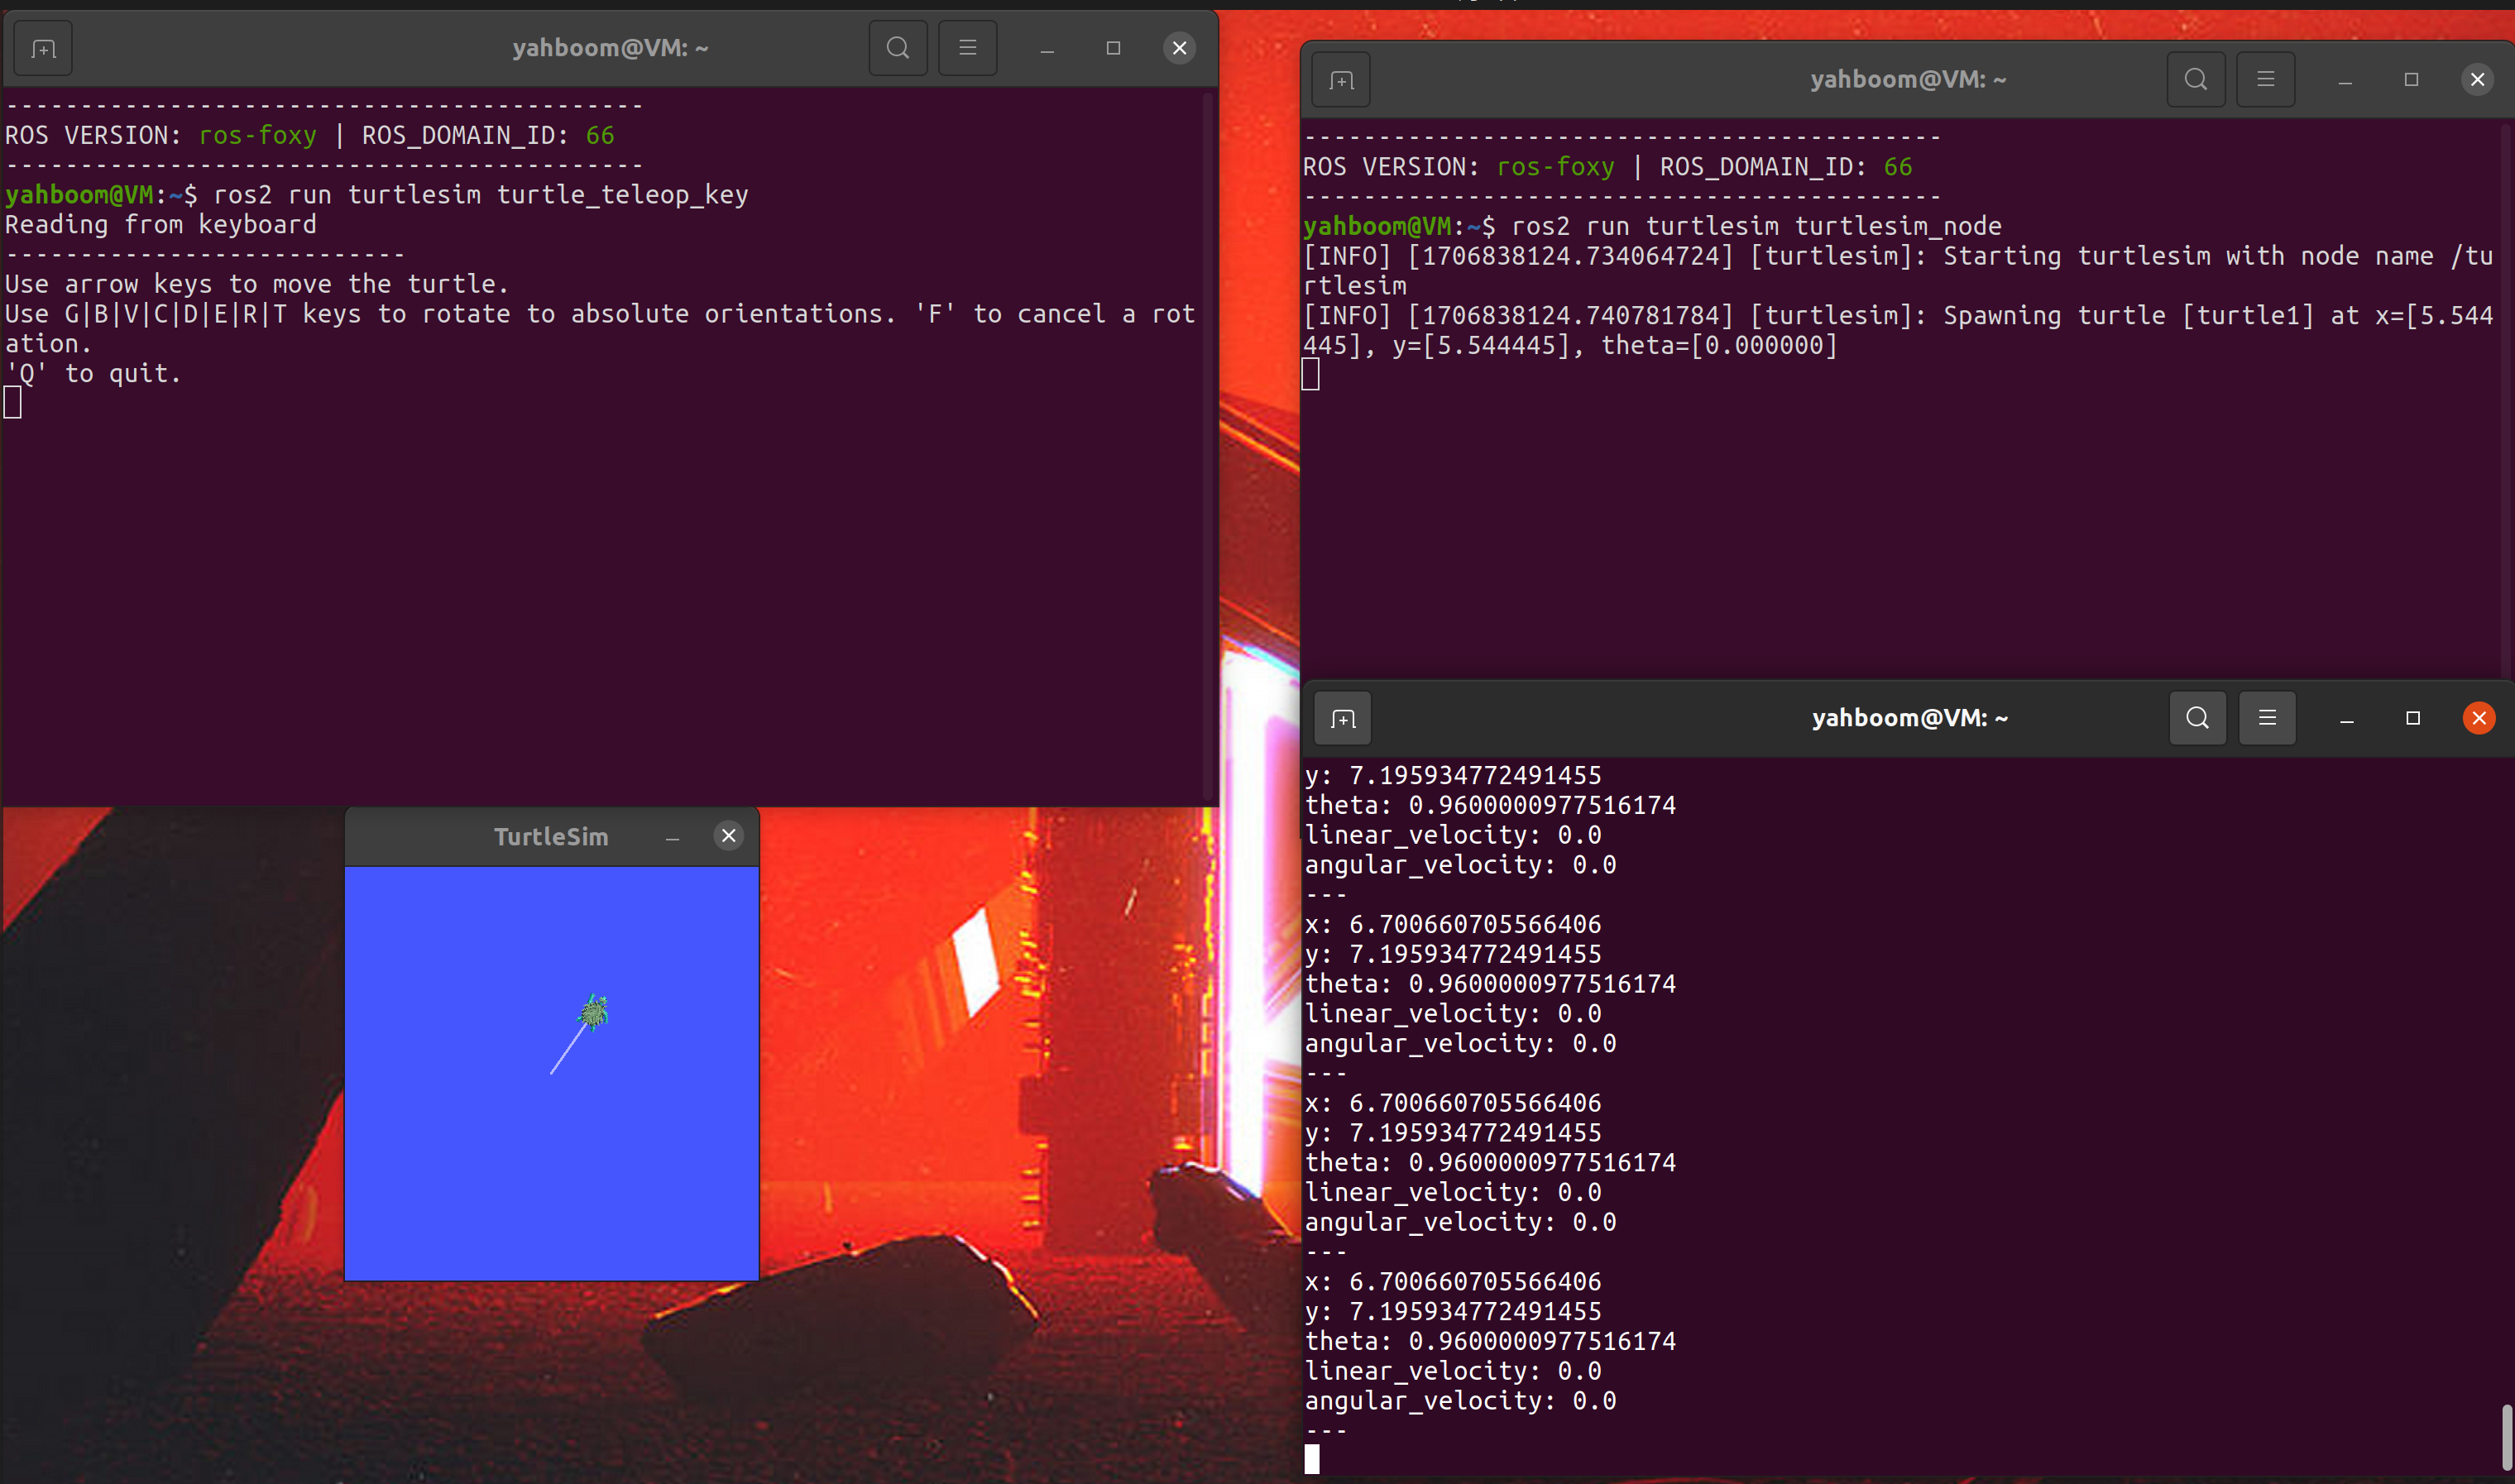 yahboom@VM: ~
--------------------------------------------
ROS VERSION: ros-foxy | ROS_DOMAIN_ID: 66
--------------------------------------------
yahboom@VM:~$ ros2 run turtlesim turtle_teleop_key
Reading from keyboard
---------------------------
Use arrow keys to move the turtle.
Use G|B|V|C|D|E|R|T keys to rotate to absolute orientations. 'F' to cancel a rot
ation.
'Q' to quit.
TurtleSim
yahboom@VM: ~
--------------------------------------------
ROS VERSION: ros-foxy | ROS_DOMAIN_ID: 66
--------------------------------------------
yahboom@VM:~$ ros2 run turtlesim turtlesim_node
[INFO] [1706838124.734064724] [turtlesim]: Starting turtlesim with node name /tu
rtlesim
[INFO] [1706838124.740781784] [turtlesim]: Spawning turtle [turtle1] at x=[5.544
445], y=[5.544445], theta=[0.000000]
yahboom@VM: ~
y: 7.195934772491455
theta: 0.9600000977516174
linear_velocity: 0.0
angular_velocity: 0.0
---
x: 6.700660705566406
y: 7.195934772491455
theta: 0.9600000977516174
linear_velocity: 0.0
angular_velocity: 0.0
---
x: 6.700660705566406
y: 7.195934772491455
theta: 0.9600000977516174
linear_velocity: 0.0
angular_velocity: 0.0
---
x: 6.700660705566406
y: 7.195934772491455
theta: 0.9600000977516174
linear_velocity: 0.0
angular_velocity: 0.0
---